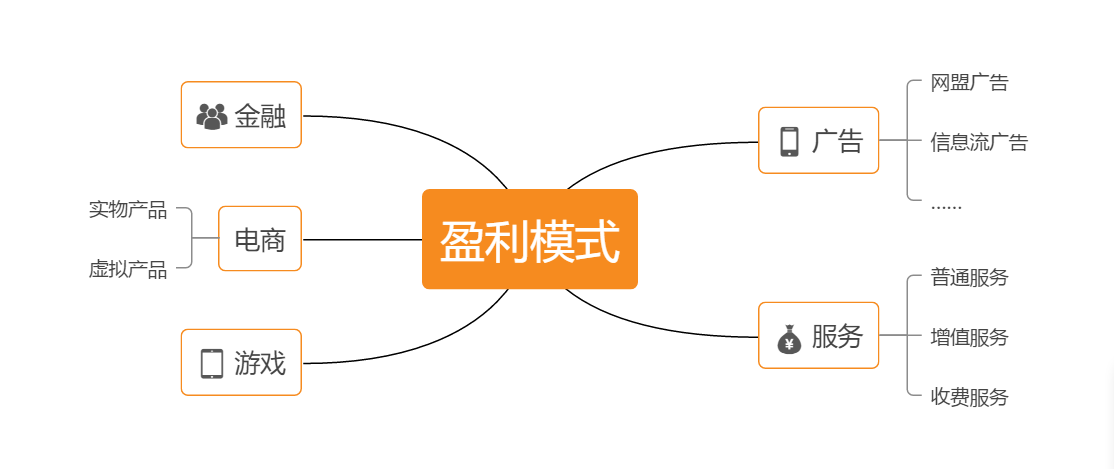 盈利模式
广告
网盟广告
信息流广告
......
服务
¥
普通服务
增值服务
收费服务
金融
电商
实物产品
虚拟产品
游戏